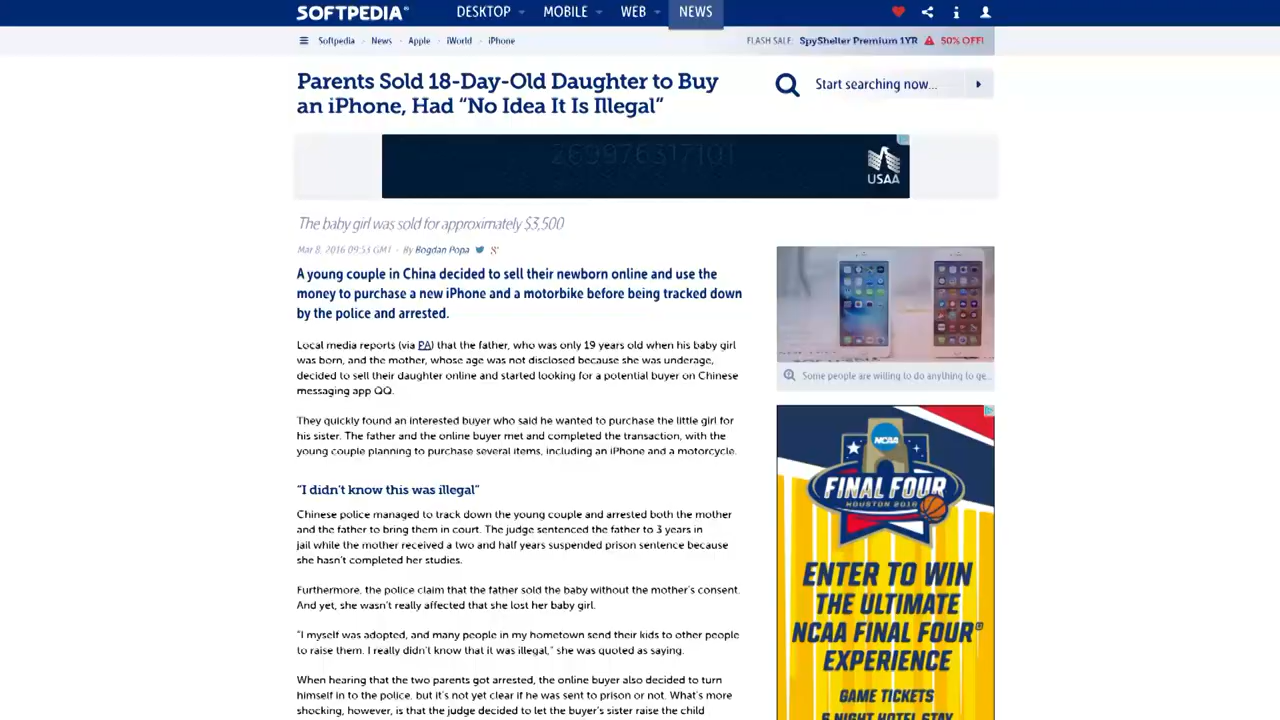 SOFTPEDIA®
DESKTOP
MOBILE
WEB
NEWS
Softpedia
News
Apple
iWorld
iPhone
FLASH SALE: SpyShelter Premium 1YR 50% OFF!
Parents Sold 18-Day-Old Daughter to Buy
an iPhone, Had “No Idea It Is Illegal”
Start searching now...
269976317101
USAA
The baby girl was sold for approximately $3,500
Mar 8, 2016 09:53 GMT · By Bogdan Popa
A young couple in China decided to sell their newborn online and use the
money to purchase a new iPhone and a motorbike before being tracked down
by the police and arrested.
Local media reports (via PA) that the father, who was only 19 years old when his baby girl
was born, and the mother, whose age was not disclosed because she was underage,
decided to sell their daughter online and started looking for a potential buyer on Chinese
messaging app QQ.
They quickly found an interested buyer who said he wanted to purchase the little girl for
his sister. The father and the online buyer met and completed the transaction, with the
young couple planning to purchase several items, including an iPhone and a motorcycle.
“I didn’t know this was illegal”
Chinese police managed to track down the young couple and arrested both the mother
and the father to bring them in court. The judge sentenced the father to 3 years in
jail while the mother received a two and half years suspended prison sentence because
she hasn’t completed her studies.
Furthermore, the police claim that the father sold the baby without the mother’s consent.
And yet, she wasn’t really affected that she lost her baby girl.
“I myself was adopted, and many people in my hometown send their kids to other people
to raise them. I really didn’t know that it was illegal,” she was quoted as saying.
When hearing that the two parents got arrested, the online buyer also decided to turn
himself in to the police, but it’s not yet clear if he was sent to prison or not. What’s more
shocking, however, is that the judge decided to let the buyer’s sister raise the child
Some people are willing to do anything to ge...
NCAA
FINAL FOUR
HOUSTON 2016
ENTER TO WIN
THE ULTIMATE
NCAA FINAL FOUR®
EXPERIENCE
GAME TICKETS
5 NIGHT HOTEL STAY